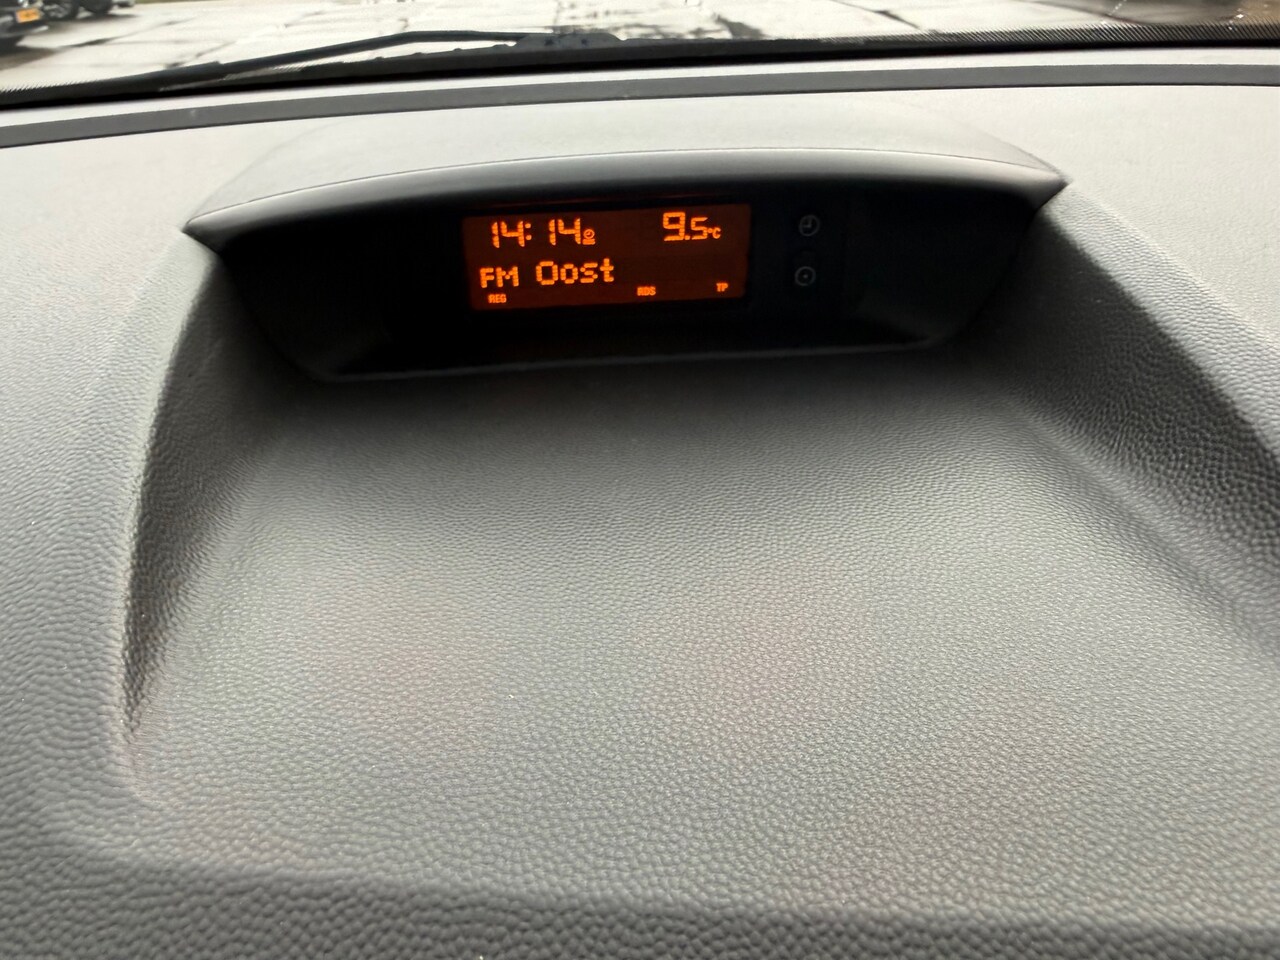 14:14 9.5°C
FM Oost
REG RDS TP